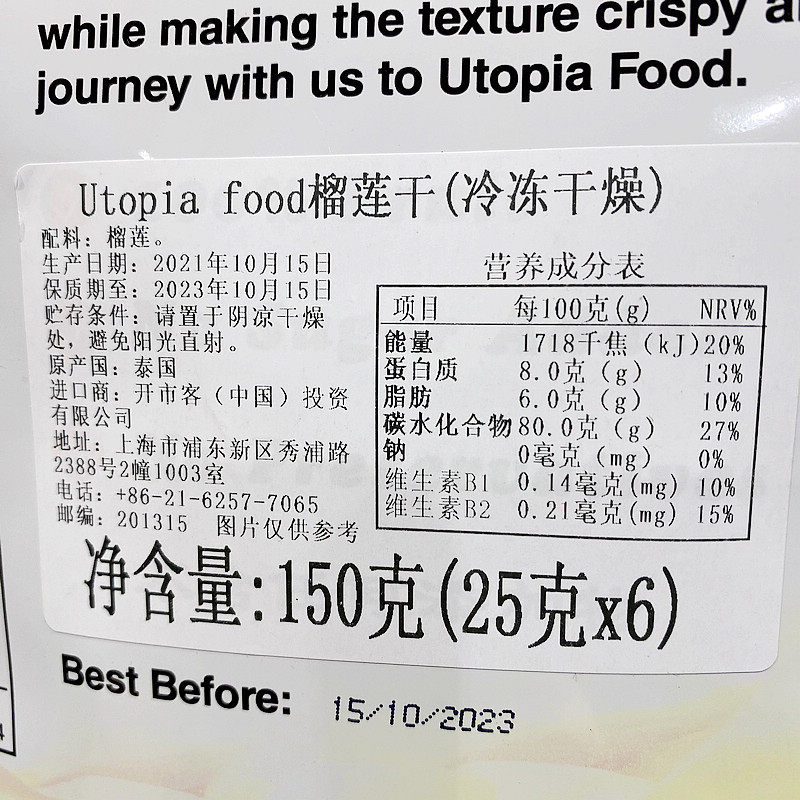 while making the texture crispy
journey with us to Utopia Food.
Utopia food榴莲干(冷冻干燥)
配料：榴莲。
生产日期：2021年10月15日
保质期至：2023年10月15日
贮存条件：请置于阴凉干燥
处，避免阳光直射。
原产国：泰国
进口商：开市客（中国）投资
有限公司
地址：上海市浦东新区秀浦路
2388号2幢1003室
电话：+86-21-6257-7065
邮编：201315 图片仅供参考
营养成分表
项目 每100克(g) NRV%
能量 1718千焦（kJ)20%
蛋白质 8.0克（g） 13%
脂肪 6.0克（g） 10%
碳水化合物80.0克（g） 27%
钠 0毫克（mg） 0%
维生素B1 0.14毫克(mg) 10%
维生素B2 0.21毫克(mg) 15%
净含量:150克(25克x6)
Best Before: 15/10/2023